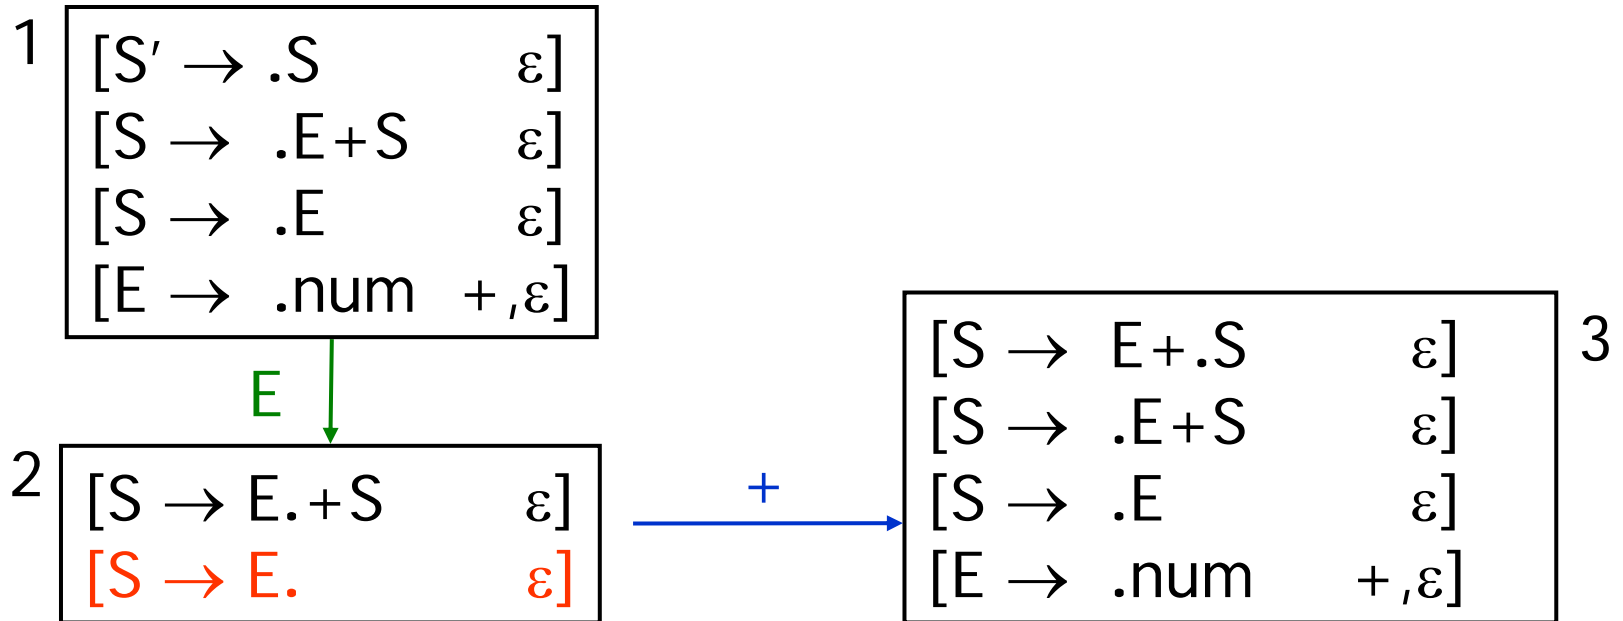 1
[S′ → .S ε]
[S → .E+S ε]
[S → .E ε]
[E → .num +,ε]
E
2
[S → E.+S ε]
[S → E. ε]
+
[S → E+.S ε]
[S → .E+S ε]
[S → .E ε]
[E → .num +,ε]
3